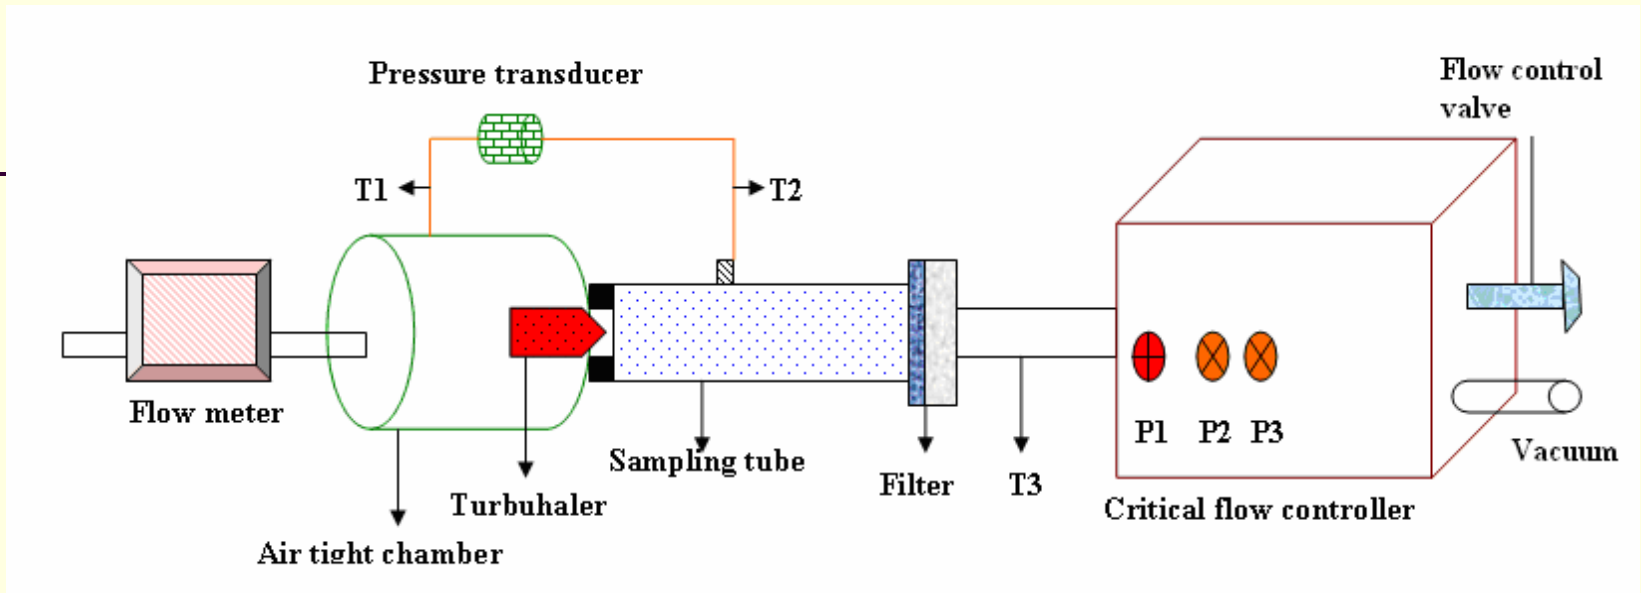 Pressure transducer
Flow control
valve
T1
T2
Flow meter
P1
P2
P3
Sampling tube
Vacuum
Filter
T3
Turbuhaler
Critical flow controller
Air tight chamber